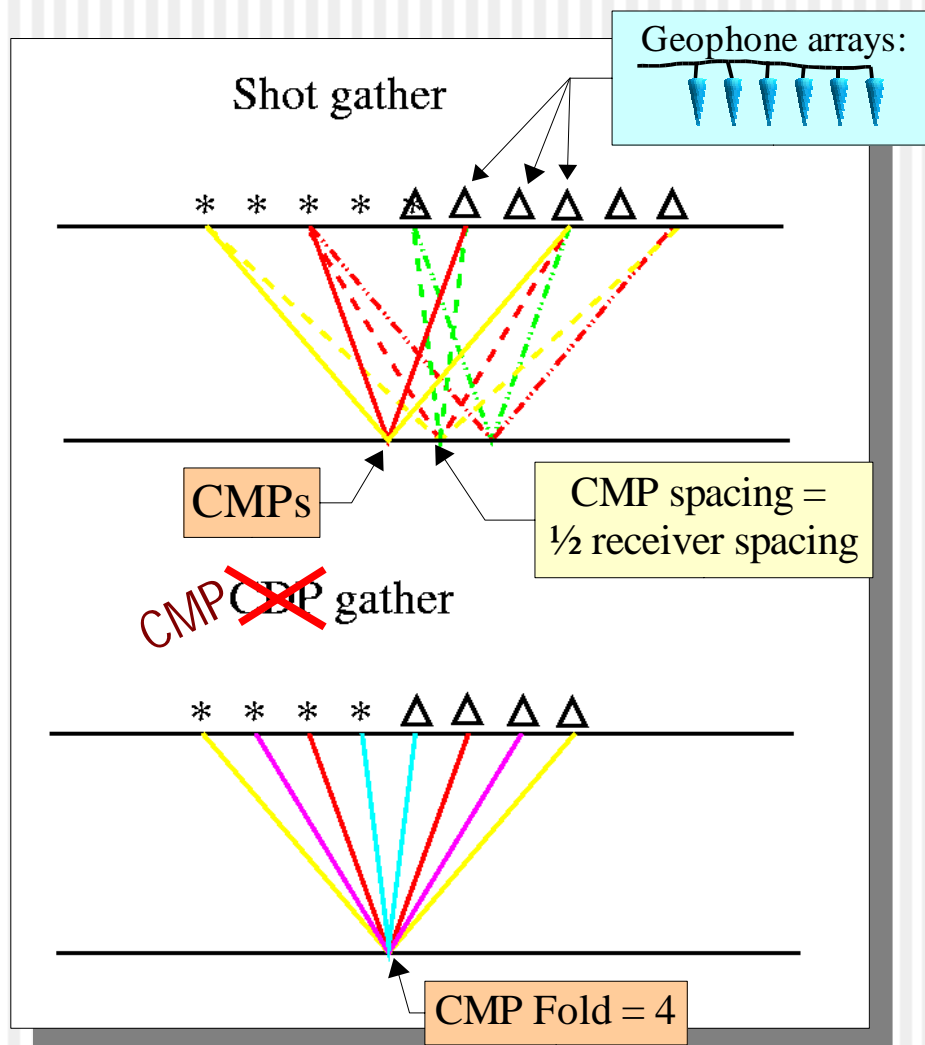 Geophone arrays:
Shot gather
* * * * *
CMPs
CMP spacing =
½ receiver spacing
CMP CDP gather
* * * *
CMP Fold = 4